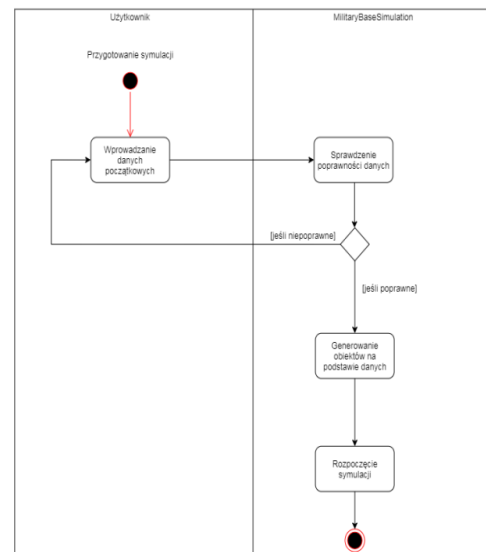 Użytkownik
MilitaryBaseSimulation
Przygotowanie symulacji
Wprowadzanie
danych
początkowych
Sprawdzenie
poprawności danych
[jeśli niepoprawne]
[jeśli poprawne]
Generowanie
obiektów na
podstawie danych
Rozpoczęcie
symulacji